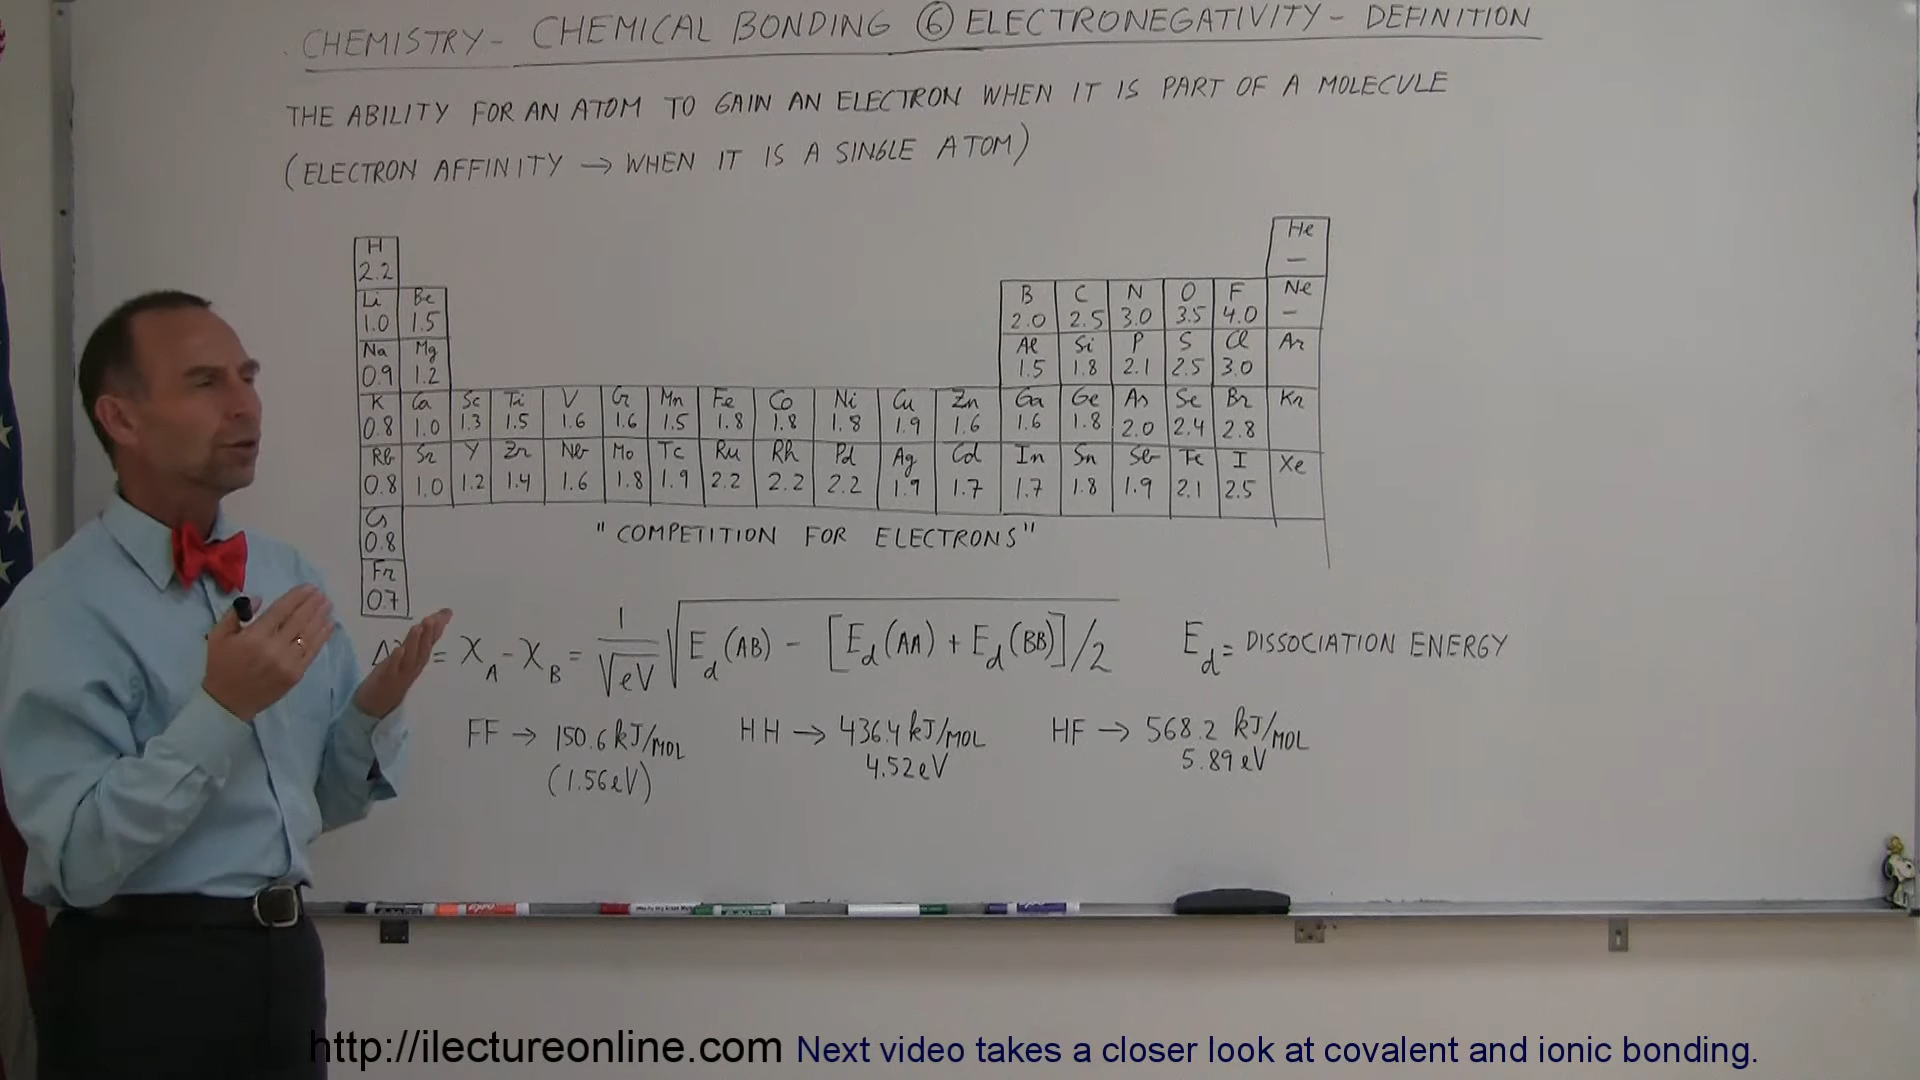 CHEMISTRY - CHEMICAL BONDING ⑥ ELECTRONEGATIVITY - DEFINITION
THE ABILITY FOR AN ATOM TO GAIN AN ELECTRON WHEN IT IS PART OF A MOLECULE
(ELECTRON AFFINITY → WHEN IT IS A SINGLE ATOM)
H He
2.2 —
Li Be B C N O F Ne
1.0 1.5 2.0 2.5 3.0 3.5 4.0 —
Na Mg Al Si P S Cl Ar
0.9 1.2 1.5 1.8 2.1 2.5 3.0
K Ca Sc Ti V Cr Mn Fe Co Ni Cu Zn Ga Ge As Se Br Kr
0.8 1.0 1.3 1.5 1.6 1.6 1.5 1.8 1.8 1.8 1.9 1.6 1.6 1.8 2.0 2.4 2.8
Rb Sr Y Zr Nb Mo Tc Ru Rh Pd Ag Cd In Sn Sb Te I Xe
0.8 1.0 1.2 1.4 1.6 1.8 1.9 2.2 2.2 2.2 1.9 1.7 1.7 1.8 1.9 2.1 2.5
Cs
0.8
"COMPETITION FOR ELECTRONS"
Fr
0.7
= X_A - X_B = 1/√eV √(E_d(AB) - [E_d(AA) + E_d(BB)]/2) E_d = DISSOCIATION ENERGY
FF → 150.6 kJ/MOL HH → 436.4 kJ/MOL HF → 568.2 kJ/MOL
(1.56eV) 4.52eV 5.89eV
http://ilectureonline.com Next video takes a closer look at covalent and ionic bonding.